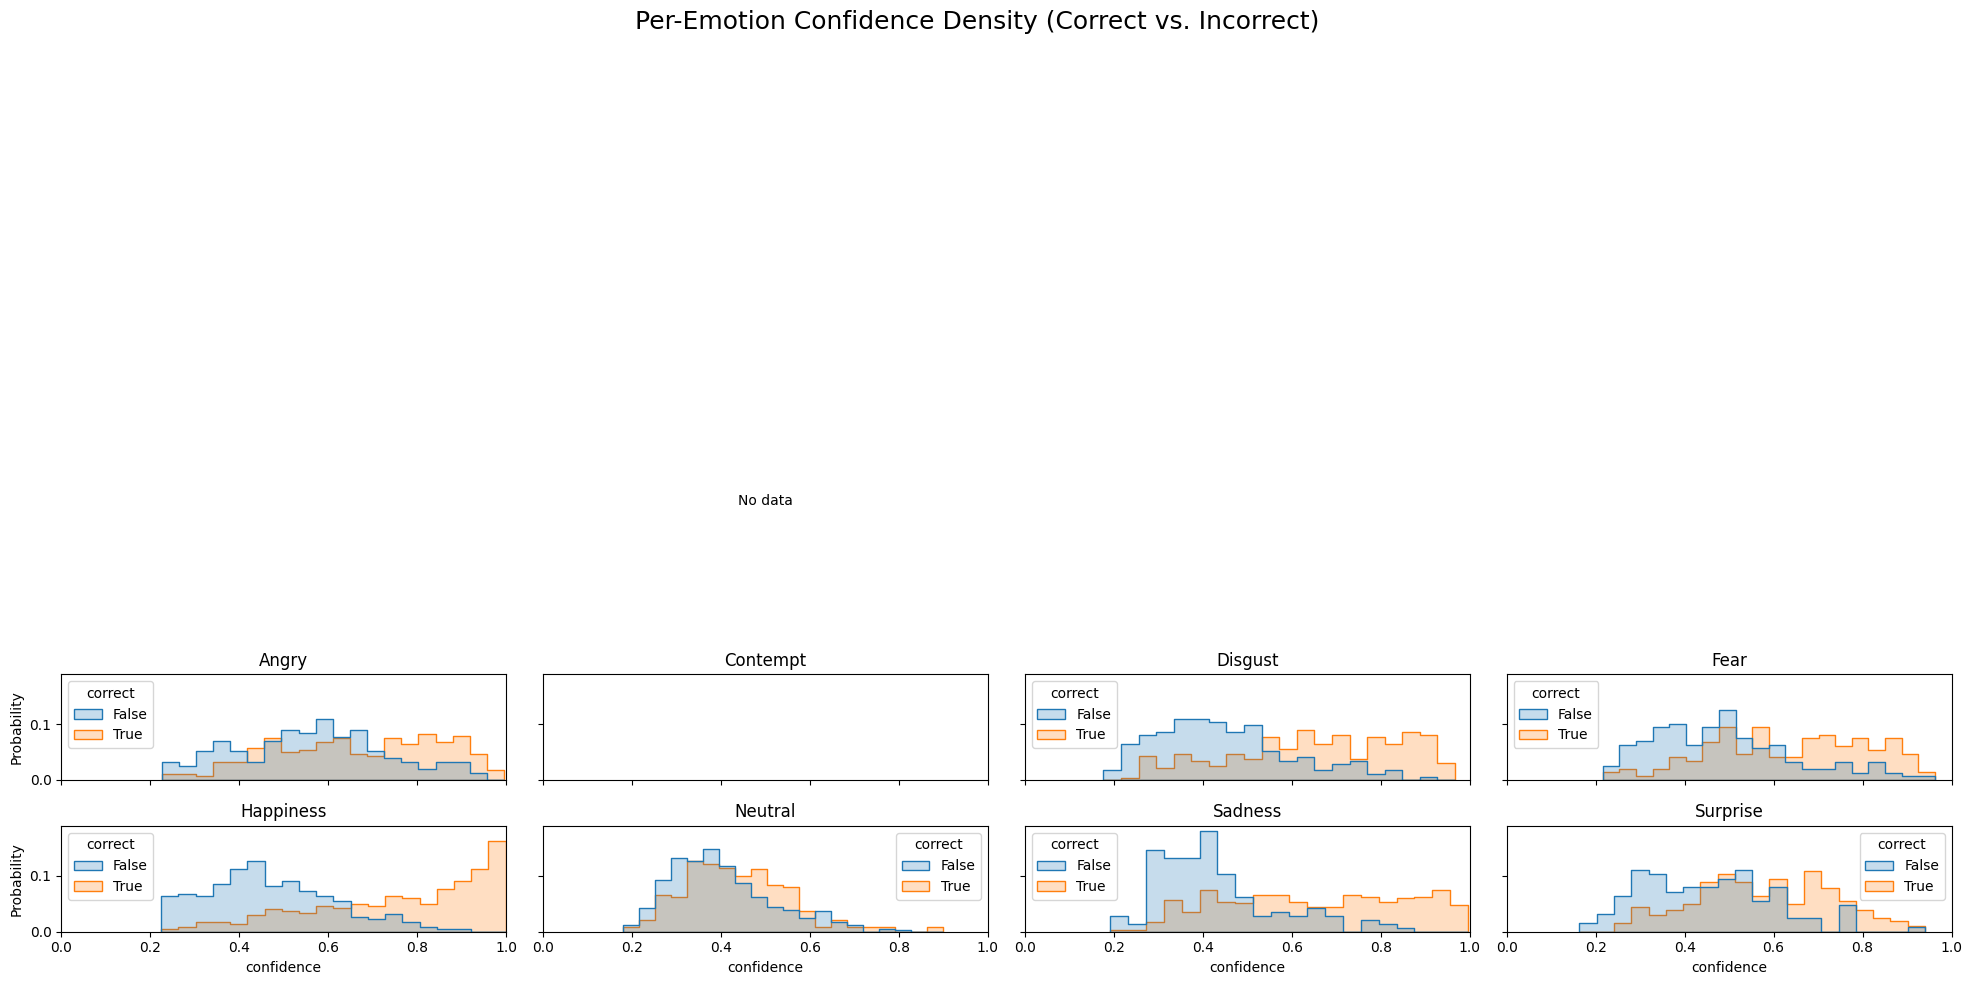 Per-Emotion Confidence Density (Correct vs. Incorrect)
No data
Angry
Contempt
Disgust
Fear
Probability
0.1
0.0
correct
False
True
correct
False
True
correct
False
True
Happiness
Neutral
Sadness
Surprise
Probability
0.1
0.0
correct
False
True
correct
False
True
correct
False
True
correct
False
True
0.0 0.2 0.4 0.6 0.8 1.0
0.0 0.2 0.4 0.6 0.8 1.0
0.0 0.2 0.4 0.6 0.8 1.0
0.0 0.2 0.4 0.6 0.8 1.0
confidence
confidence
confidence
confidence